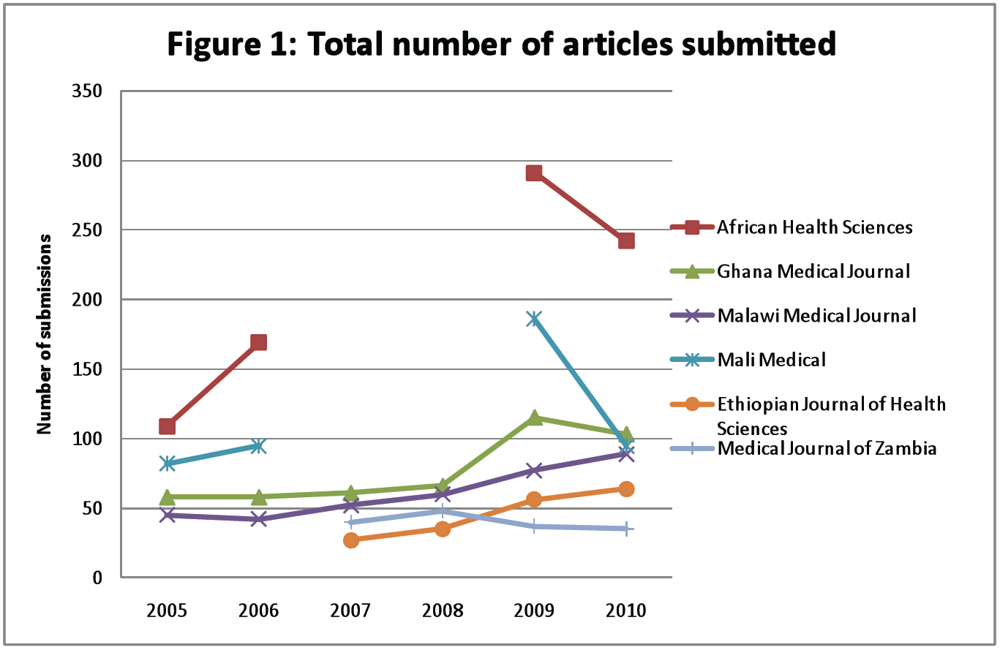 Figure 1: Total number of articles submitted
350
300
250
200
150
100
50
0
Number of submissions
2005 2006 2007 2008 2009 2010
African Health Sciences
Ghana Medical Journal
Malawi Medical Journal
Mali Medical
Ethiopian Journal of Health
Sciences
Medical Journal of Zambia